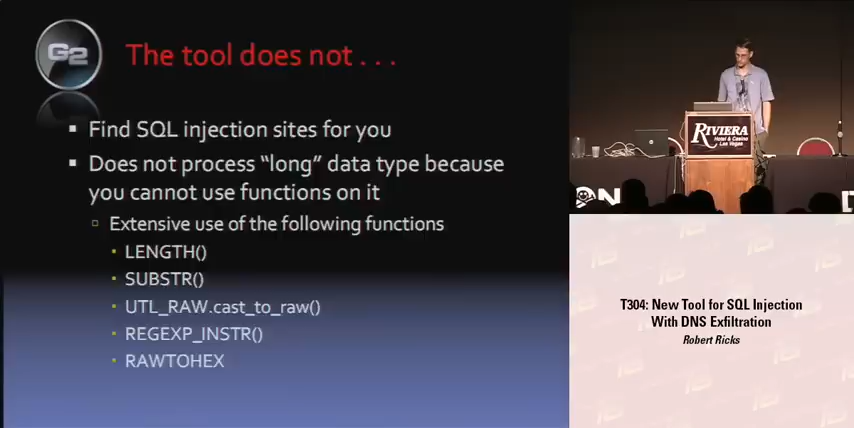 G2
The tool does not . . .
Find SQL injection sites for you
Does not process “long” data type because
you cannot use functions on it
Extensive use of the following functions
LENGTH()
SUBSTR()
UTL_RAW.cast_to_raw()
REGEXP_INSTR()
RAWTOHEX
RIVIERA
Hotel & Casino
Las Vegas
ON
D
T304: New Tool for SQL Injection
With DNS Exfiltration
Robert Ricks